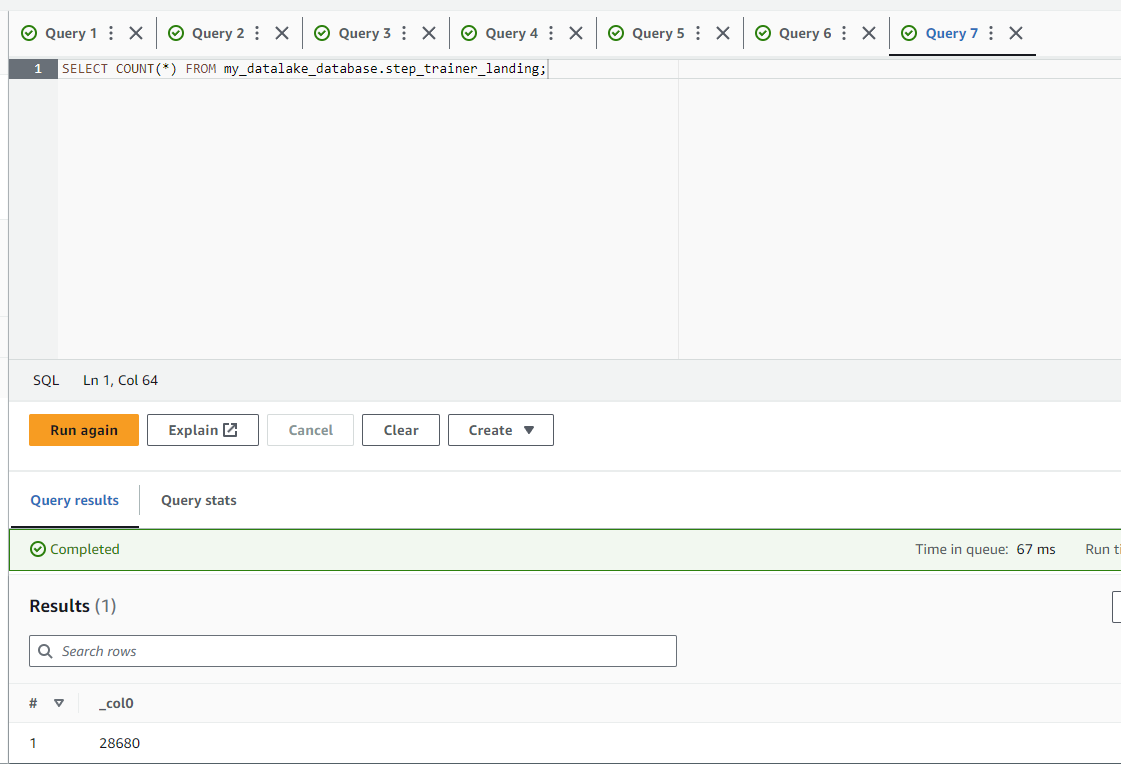 Query 1 Query 2 Query 3 Query 4 Query 5 Query 6 Query 7
1 SELECT COUNT(*) FROM my_datalake_database.step_trainer_landing;
SQL Ln 1, Col 64
Run again Explain Cancel Clear Create
Query results Query stats
Completed Time in queue: 67 ms Run
Results (1)
Search rows
# _col0
1 28680